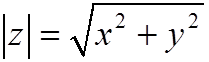 |z| = √(x² + y²)